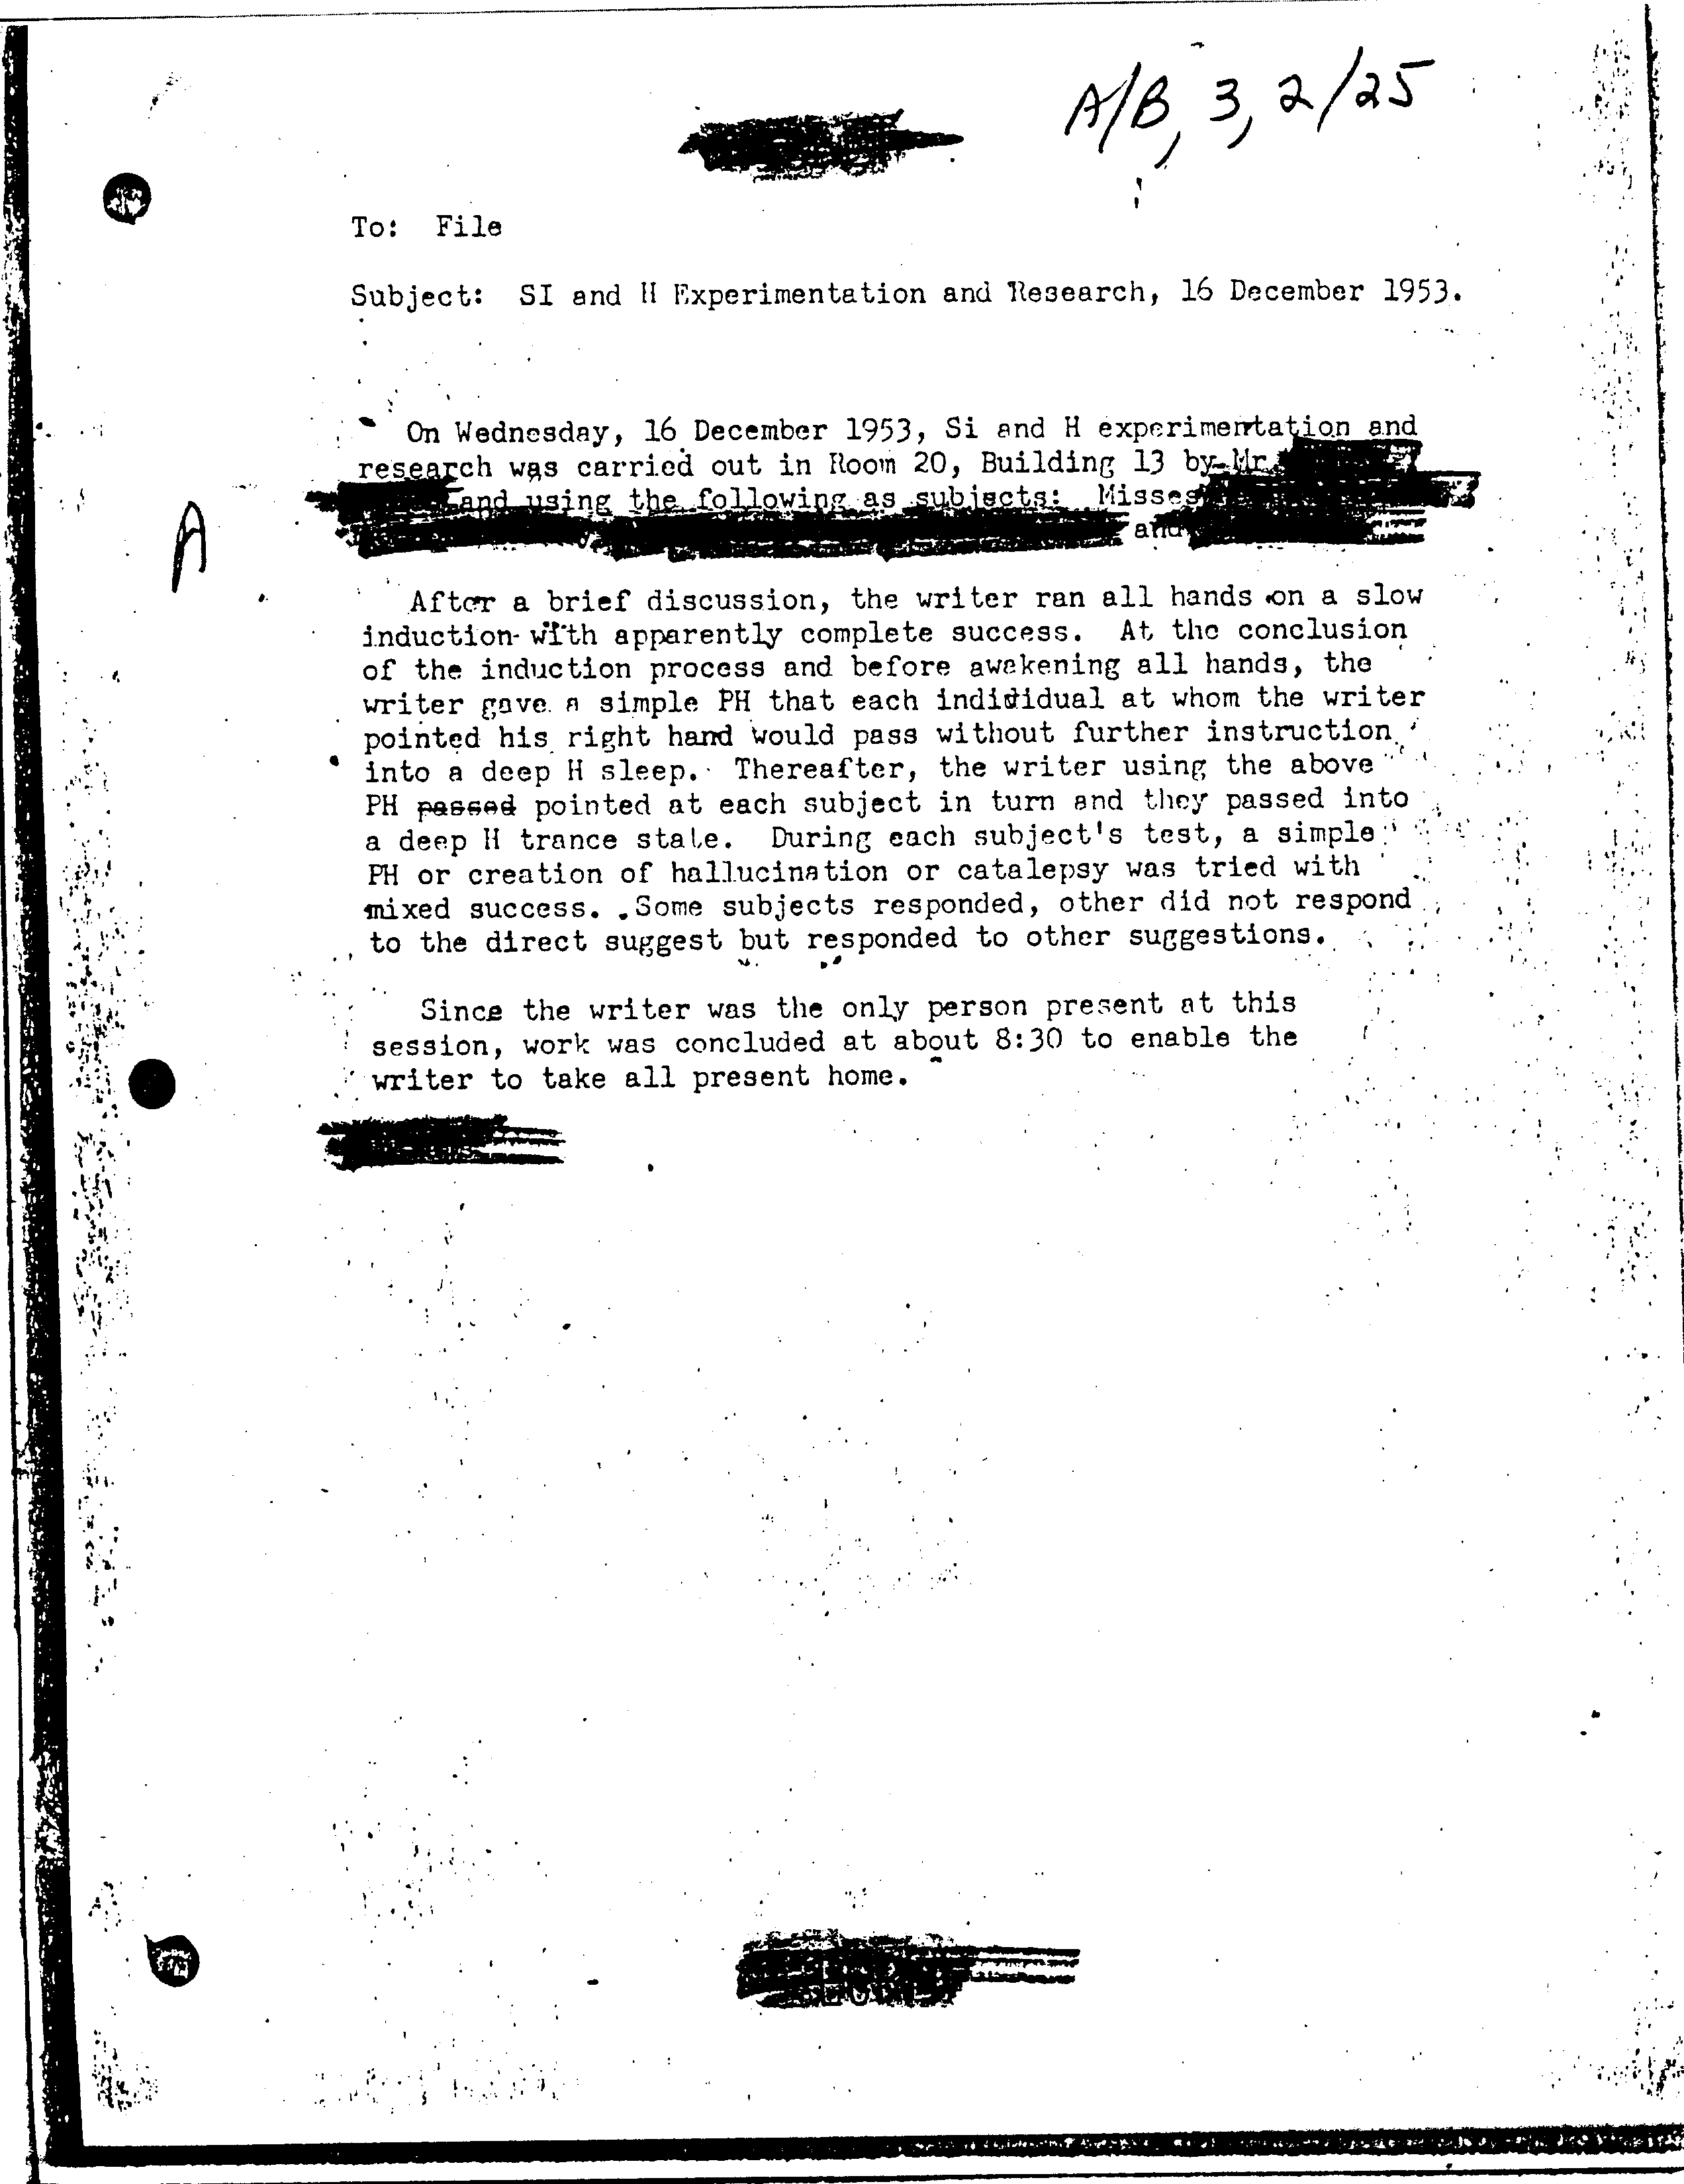 A/B, 3, 2/25
To: File
Subject: SI and H Experimentation and Research, 16 December 1953.
On Wednesday, 16 December 1953, Si and H experimentation and
research was carried out in Room 20, Building 13 by Mr
and using the following as subjects: Misses
and
A
After a brief discussion, the writer ran all hands on a slow
induction with apparently complete success. At the conclusion
of the induction process and before awakening all hands, the
writer gave a simple PH that each indididual at whom the writer
pointed his right hand would pass without further instruction
into a deep H sleep. Thereafter, the writer using the above
PH passed pointed at each subject in turn and they passed into
a deep H trance state. During each subject's test, a simple
PH or creation of hallucination or catalepsy was tried with
mixed success. Some subjects responded, other did not respond
to the direct suggest but responded to other suggestions.
Since the writer was the only person present at this
session, work was concluded at about 8:30 to enable the
writer to take all present home.